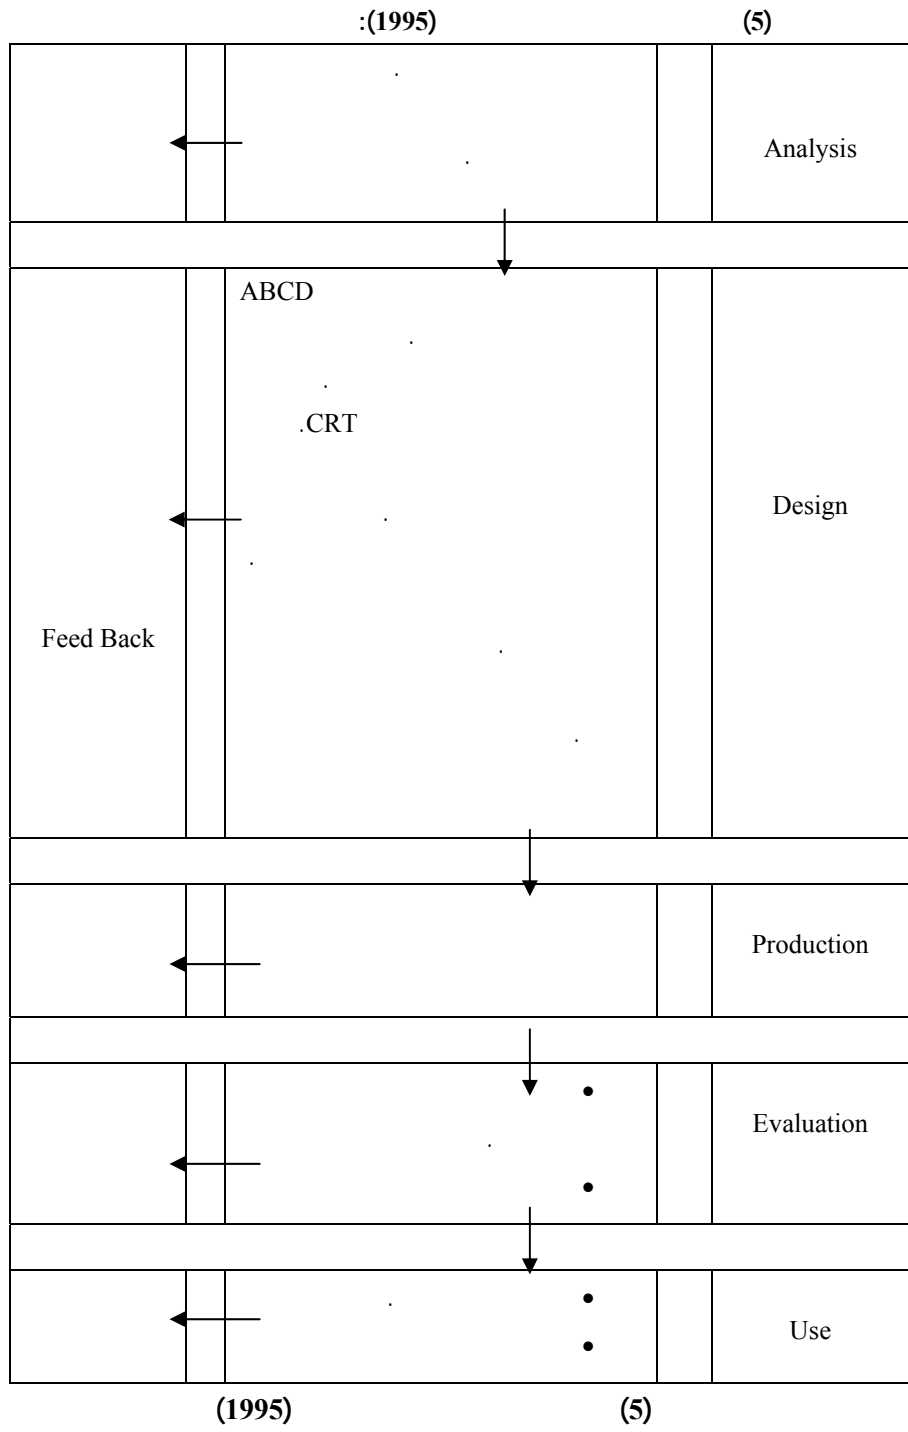 (5) :(1995)
Analysis
ABCD
.
.
.CRT
Design
.
.
Feed Back
.
.
Production
•
Evaluation
.
•
•
.
•
Use
(5) (1995)